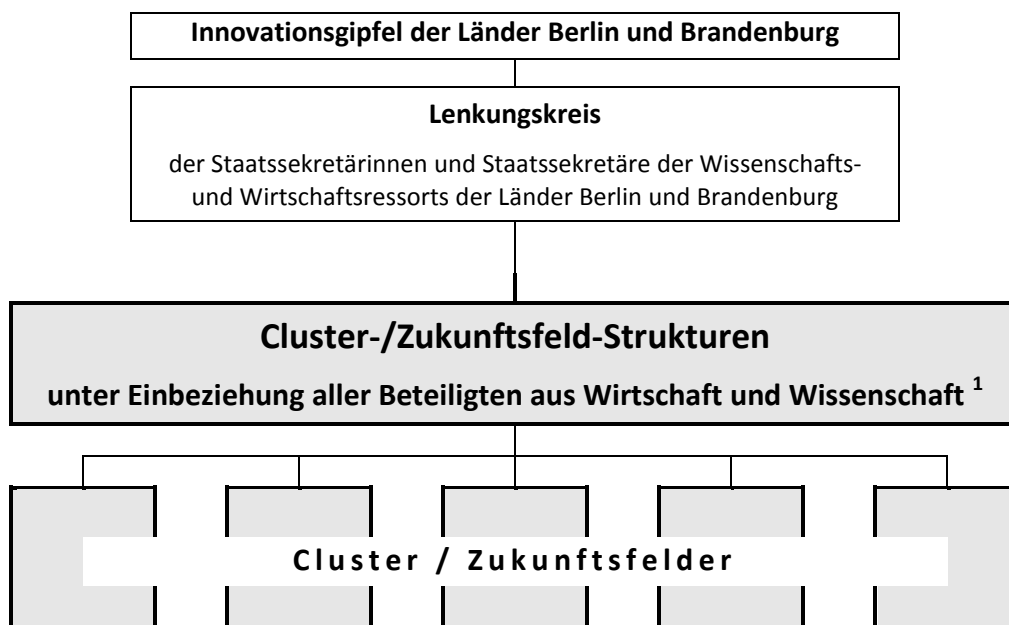 Innovationsgipfel der Länder Berlin und Brandenburg
Lenkungskreis
der Staatssekretärinnen und Staatssekretäre der Wissenschafts-
und Wirtschaftsressorts der Länder Berlin und Brandenburg
Cluster-/Zukunftsfeld-Strukturen
unter Einbeziehung aller Beteiligten aus Wirtschaft und Wissenschaft ¹
Cluster / Zukunftsfelder